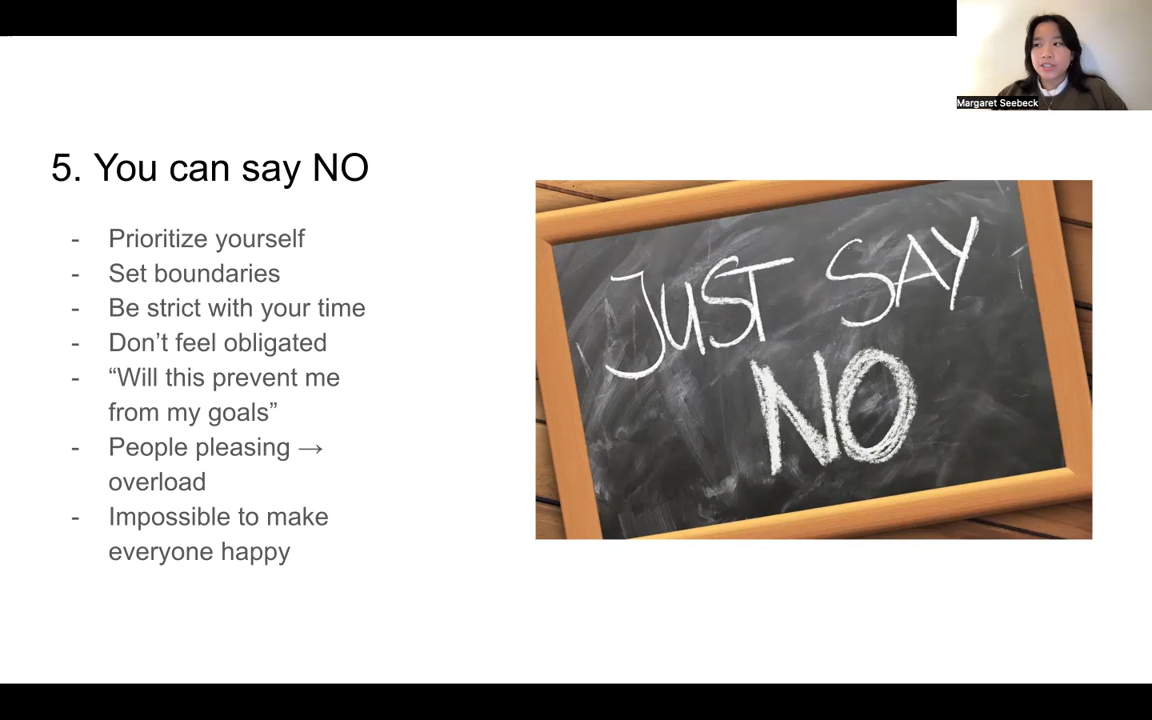 Margaret Seebeck
5. You can say NO
- Prioritize yourself
- Set boundaries
- Be strict with your time
- Don’t feel obligated
- “Will this prevent me
from my goals”
- People pleasing →
overload
- Impossible to make
everyone happy
JUST SAY
NO